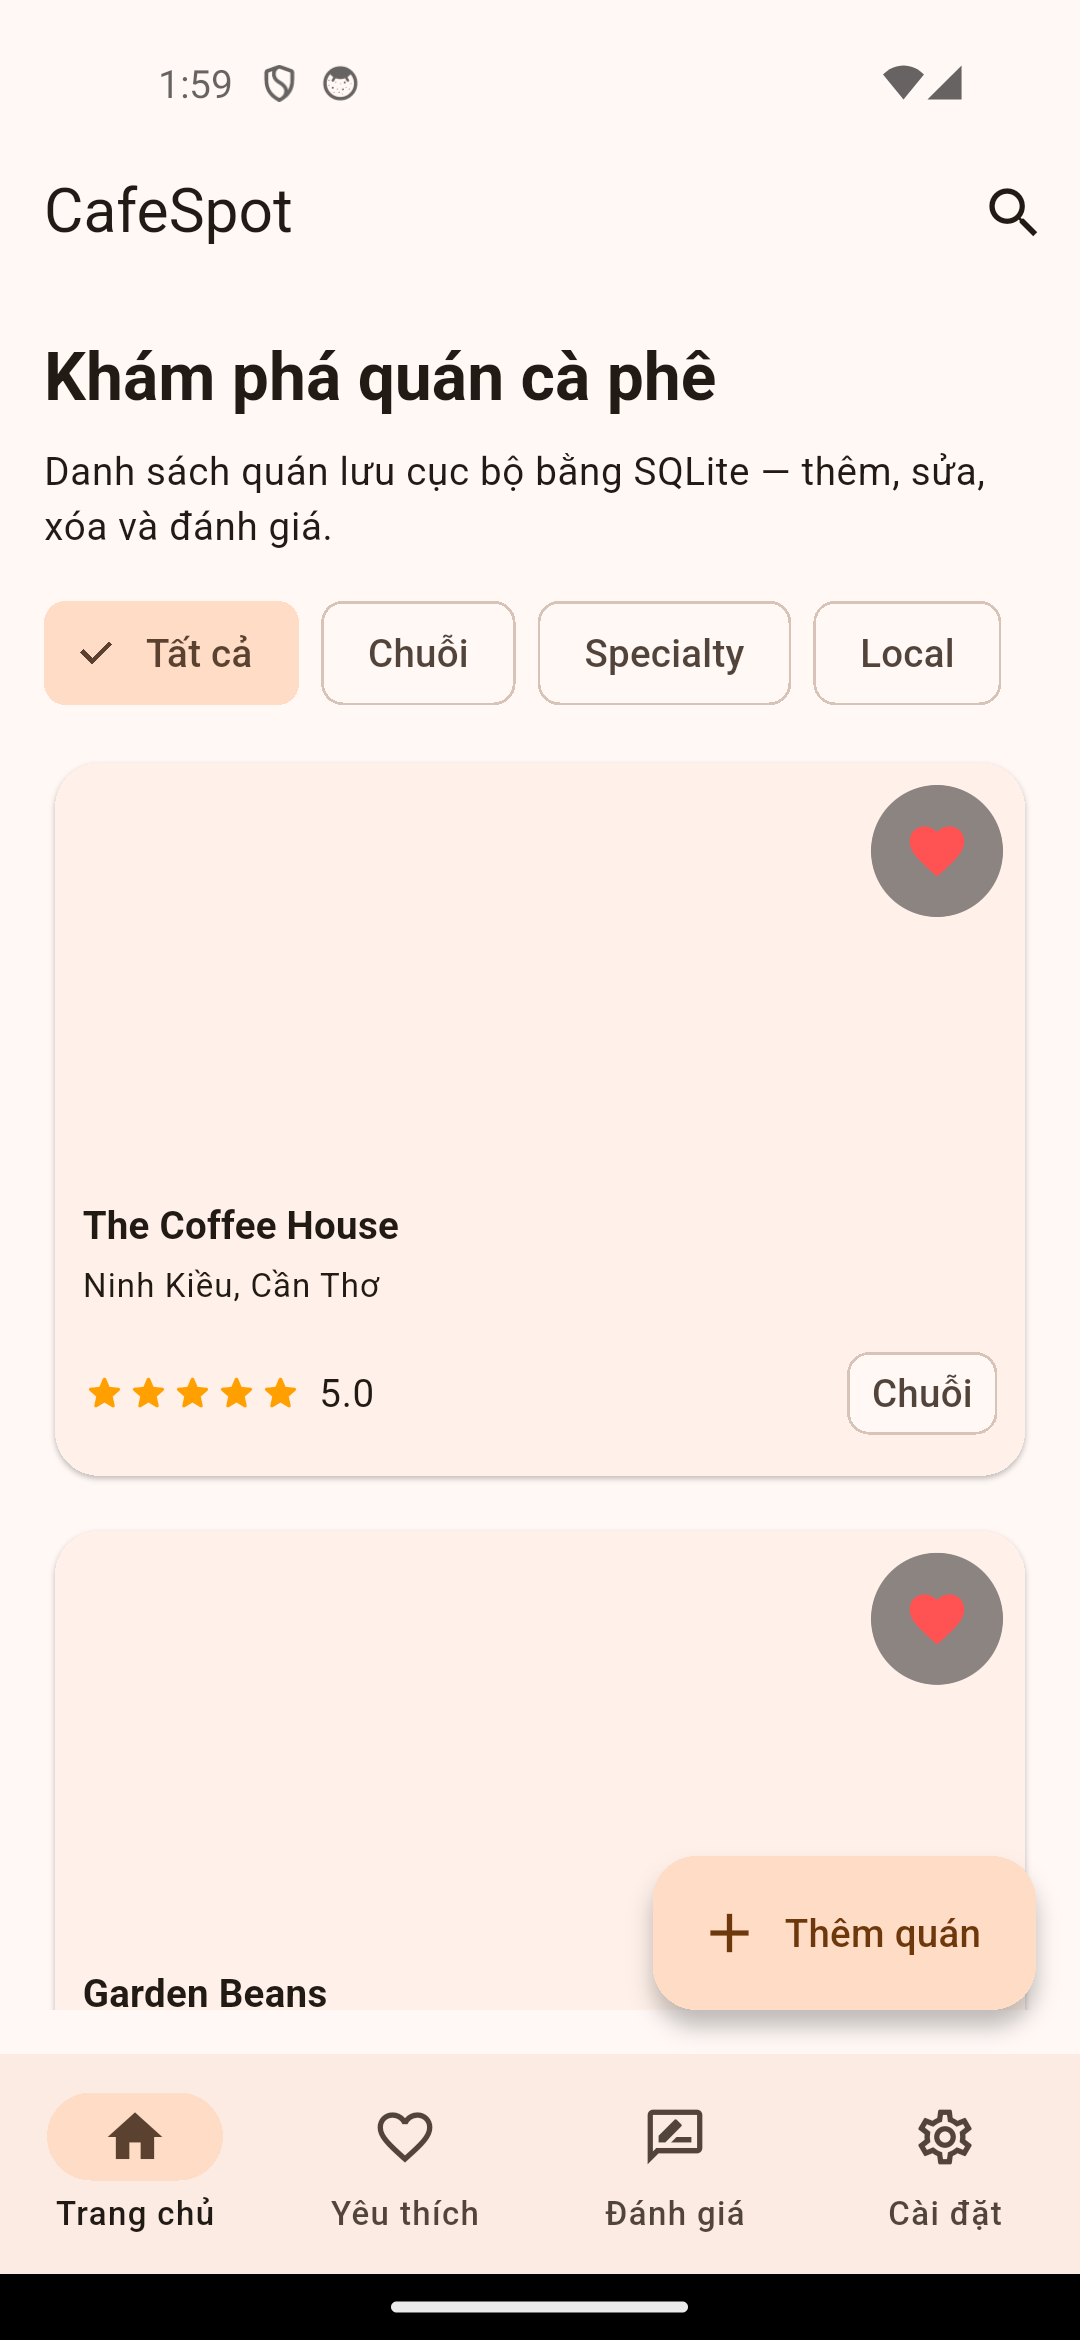 1:59
CafeSpot
Khám phá quán cà phê
Danh sách quán lưu cục bộ bằng SQLite — thêm, sửa,
xóa và đánh giá.
Tất cả
Chuỗi
Specialty
Local
The Coffee House
Ninh Kiều, Cần Thơ
5.0
Chuỗi
Thêm quán
Garden Beans
Trang chủ
Yêu thích
Đánh giá
Cài đặt